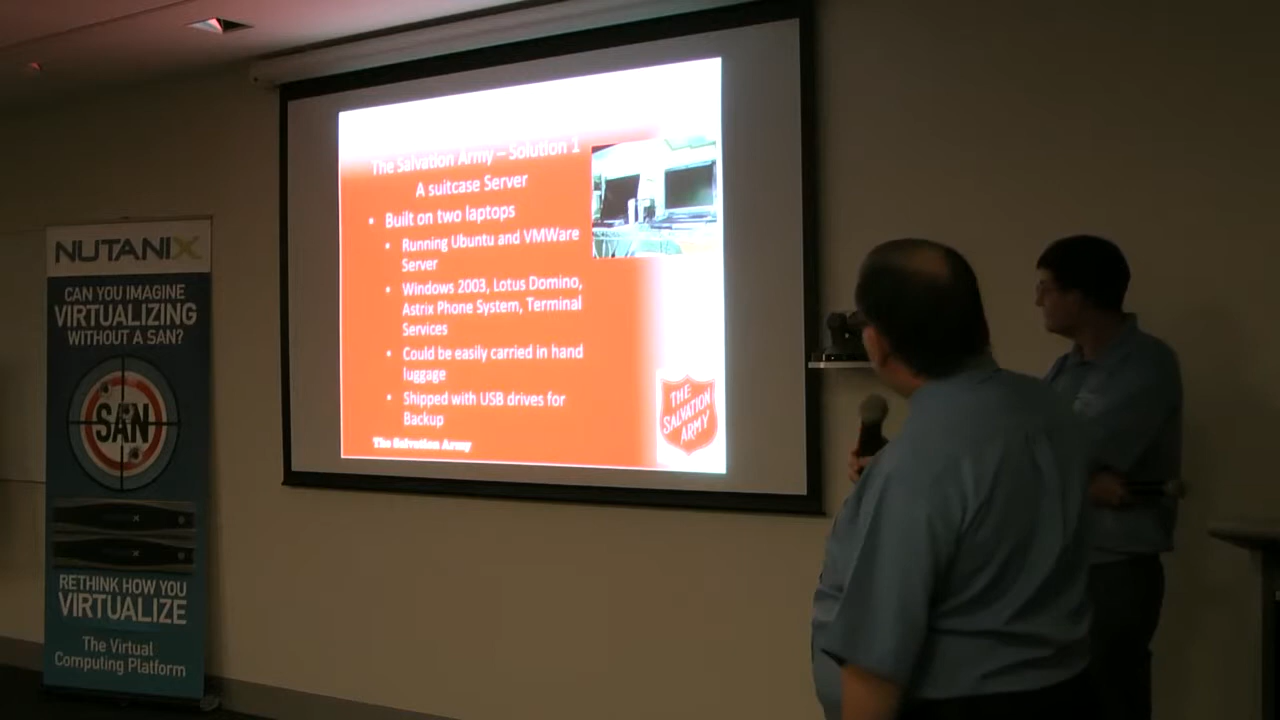 NUTANIX
CAN YOU IMAGINE
VIRTUALIZING
WITHOUT A SAN?
SAN
RETHINK HOW YOU
VIRTUALIZE
The Virtual
Computing Platform
The Salvation Army – Solution 1
A suitcase Server
• Built on two laptops
• Running Ubuntu and VMWare
Server
• Windows 2003, Lotus Domino,
Astrix Phone System, Terminal
Services
• Could be easily carried in hand
luggage
• Shipped with USB drives for
Backup
The Salvation Army
THE
SALVATION
ARMY